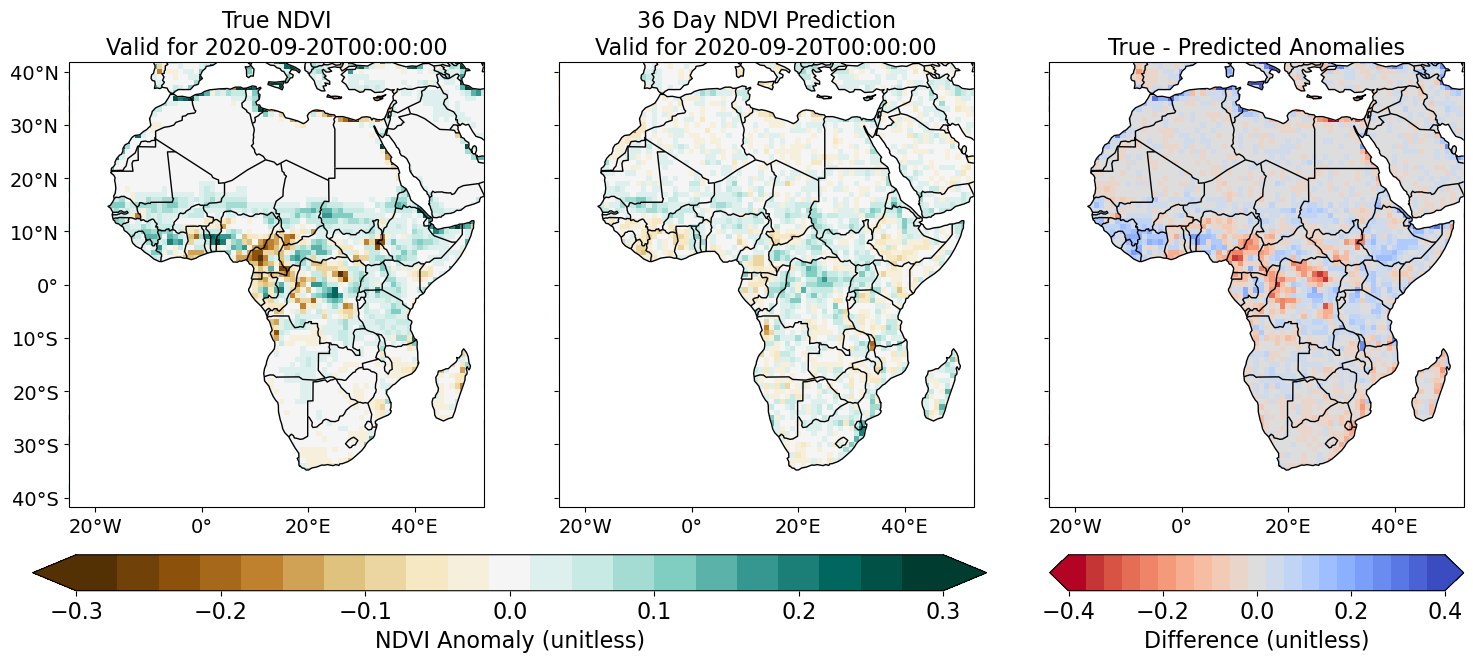 True NDVI
Valid for 2020-09-20T00:00:00
36 Day NDVI Prediction
Valid for 2020-09-20T00:00:00
True - Predicted Anomalies
40°N
30°N
20°N
10°N
0°
10°S
20°S
30°S
40°S
20°W 0° 20°E 40°E
20°W 0° 20°E 40°E
20°W 0° 20°E 40°E
−0.3 −0.2 −0.1 0.0 0.1 0.2 0.3
NDVI Anomaly (unitless)
−0.4 −0.2 0.0 0.2 0.4
Difference (unitless)